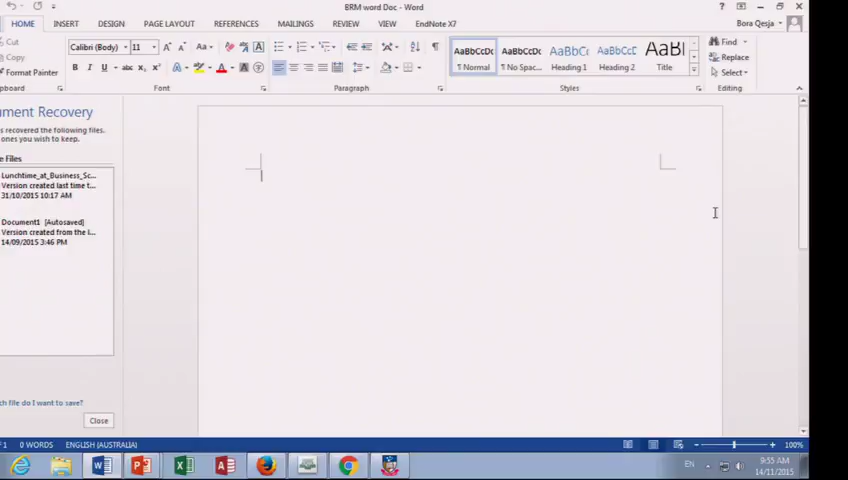 BRM word Doc - Word
HOME INSERT DESIGN PAGE LAYOUT REFERENCES MAILINGS REVIEW VIEW EndNote X7
Bora Qesja
Cut
Copy
Format Painter
Calibri (Body) 11
Font
Paragraph
AaBbCcDc AaBbCcDc AaBbC AaBbCcC AaBl
¶ Normal ¶ No Spac... Heading 1 Heading 2 Title
Styles
Find
Replace
Select
Editing
ument Recovery
s recovered the following files.
ones you wish to keep.
e Files
Lunchtime_at_Business_Sc...
Version created last time t...
31/10/2015 10:17 AM
Document1 [Autosaved]
Version created from the l...
14/09/2015 3:46 PM
ch file do I want to save?
Close
F 1 0 WORDS ENGLISH (AUSTRALIA)
100%
EN
9:55 AM
14/11/2015